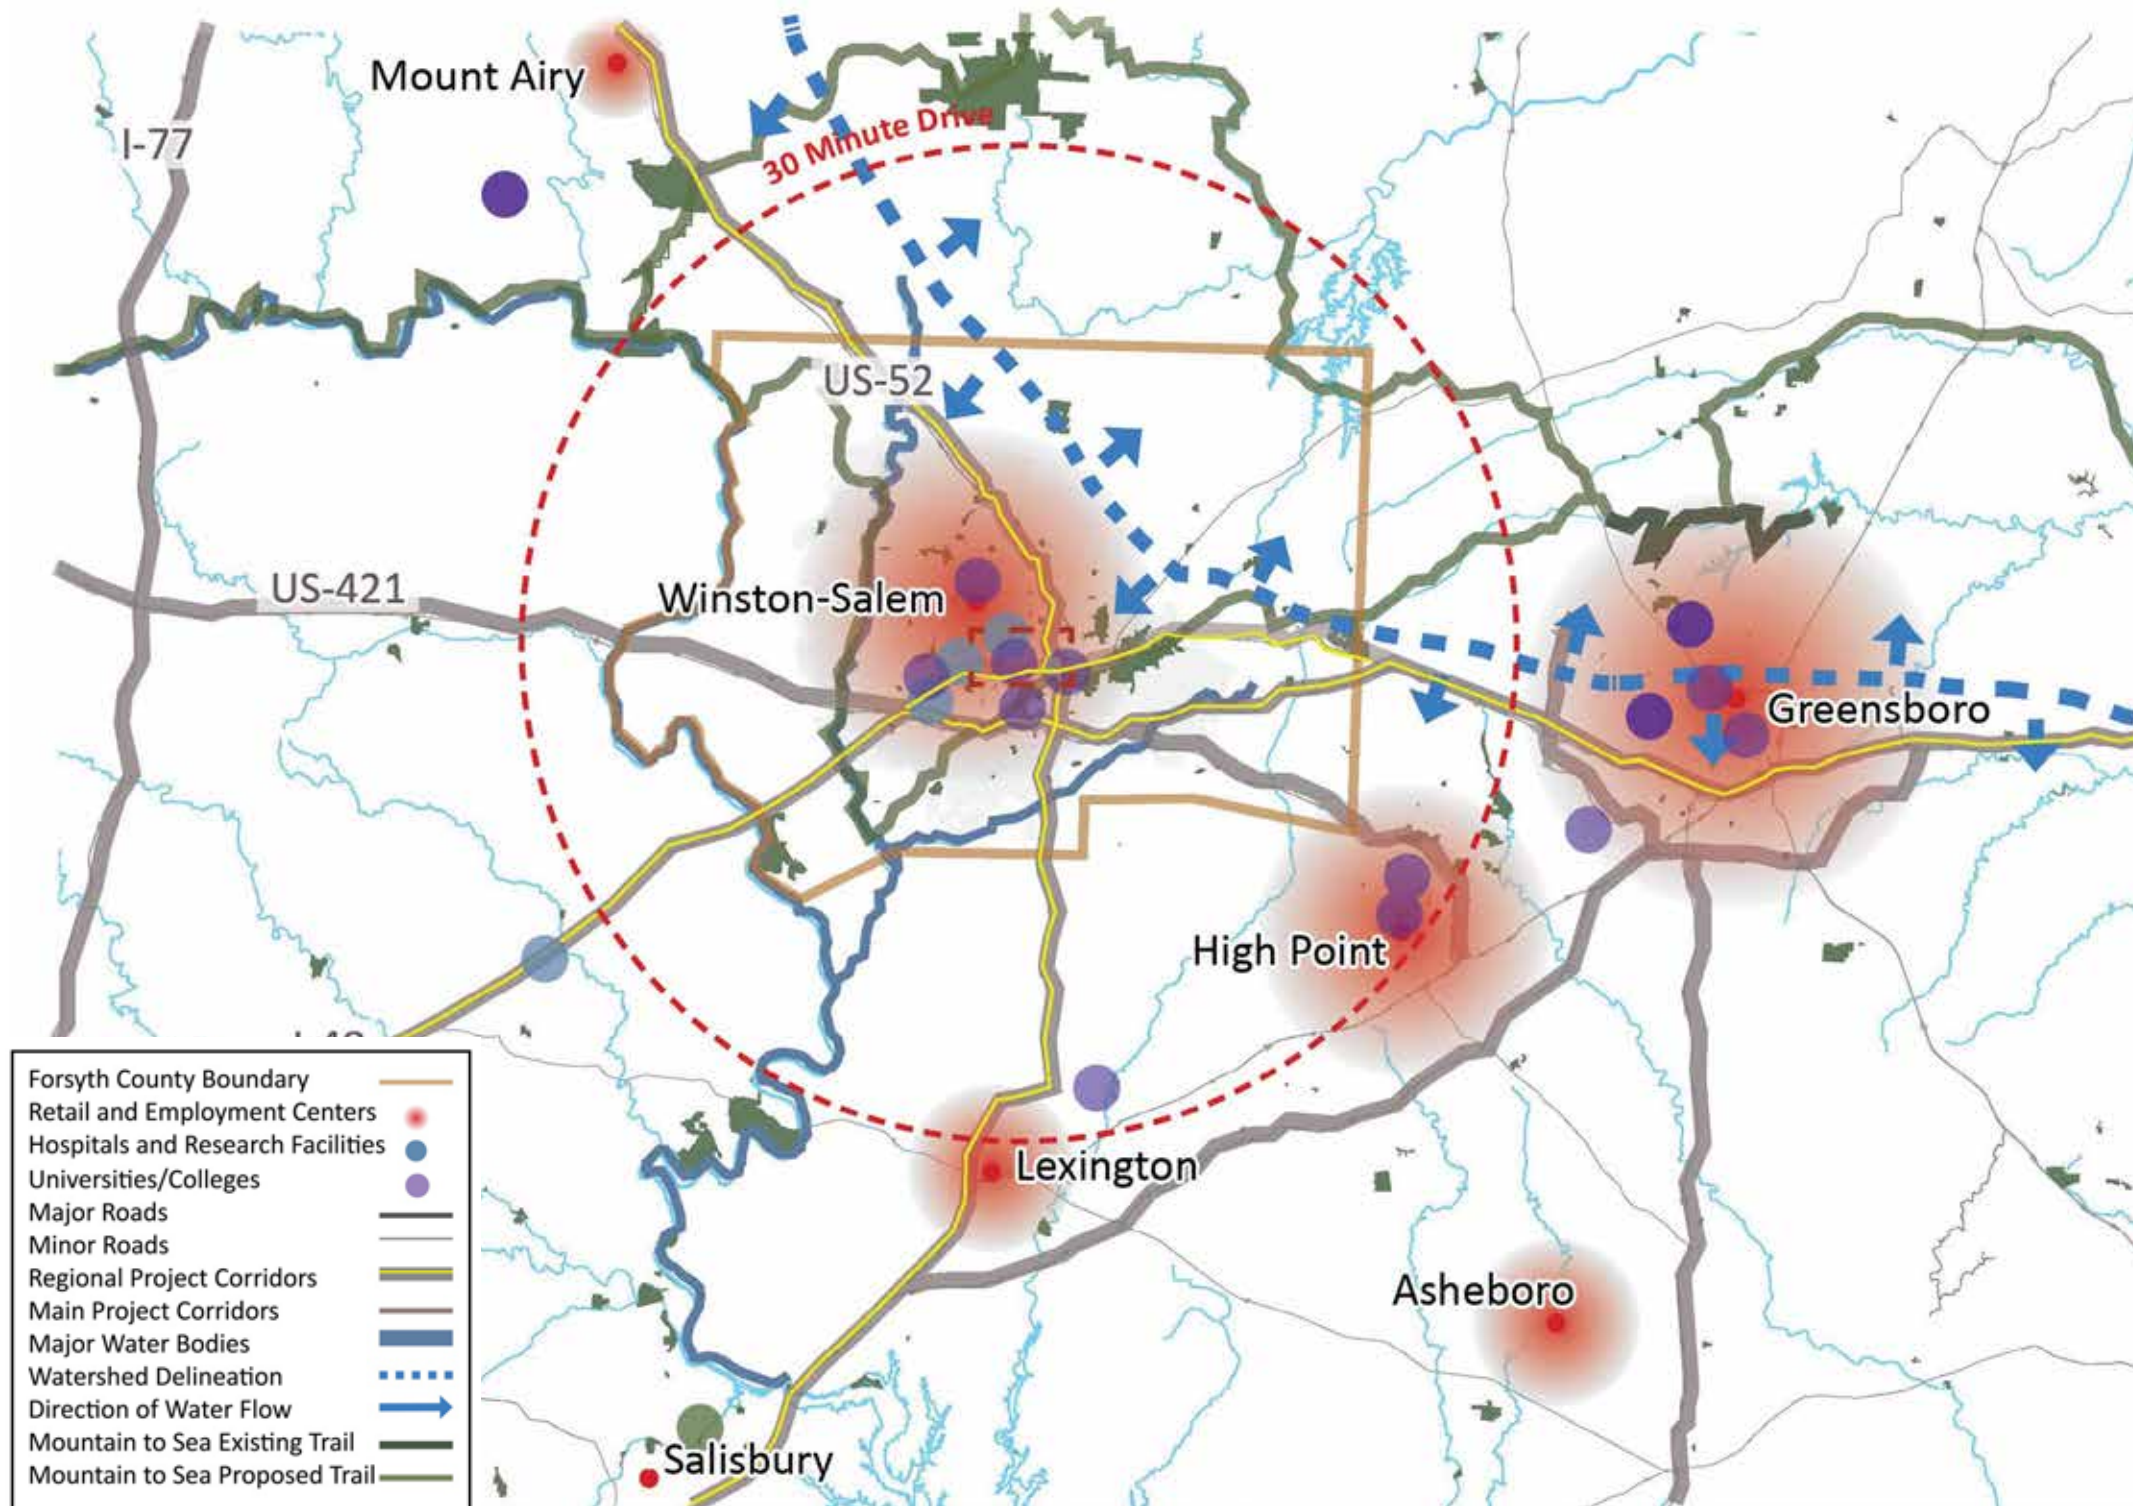 Mount Airy
30 Minute Drive
I-77
US-52
US-421
Winston-Salem
Greensboro
High Point
Lexington
Asheboro
Salisbury
Forsyth County Boundary
Retail and Employment Centers
Hospitals and Research Facilities
Universities/Colleges
Major Roads
Minor Roads
Regional Project Corridors
Main Project Corridors
Major Water Bodies
Watershed Delineation
Direction of Water Flow
Mountain to Sea Existing Trail
Mountain to Sea Proposed Trail